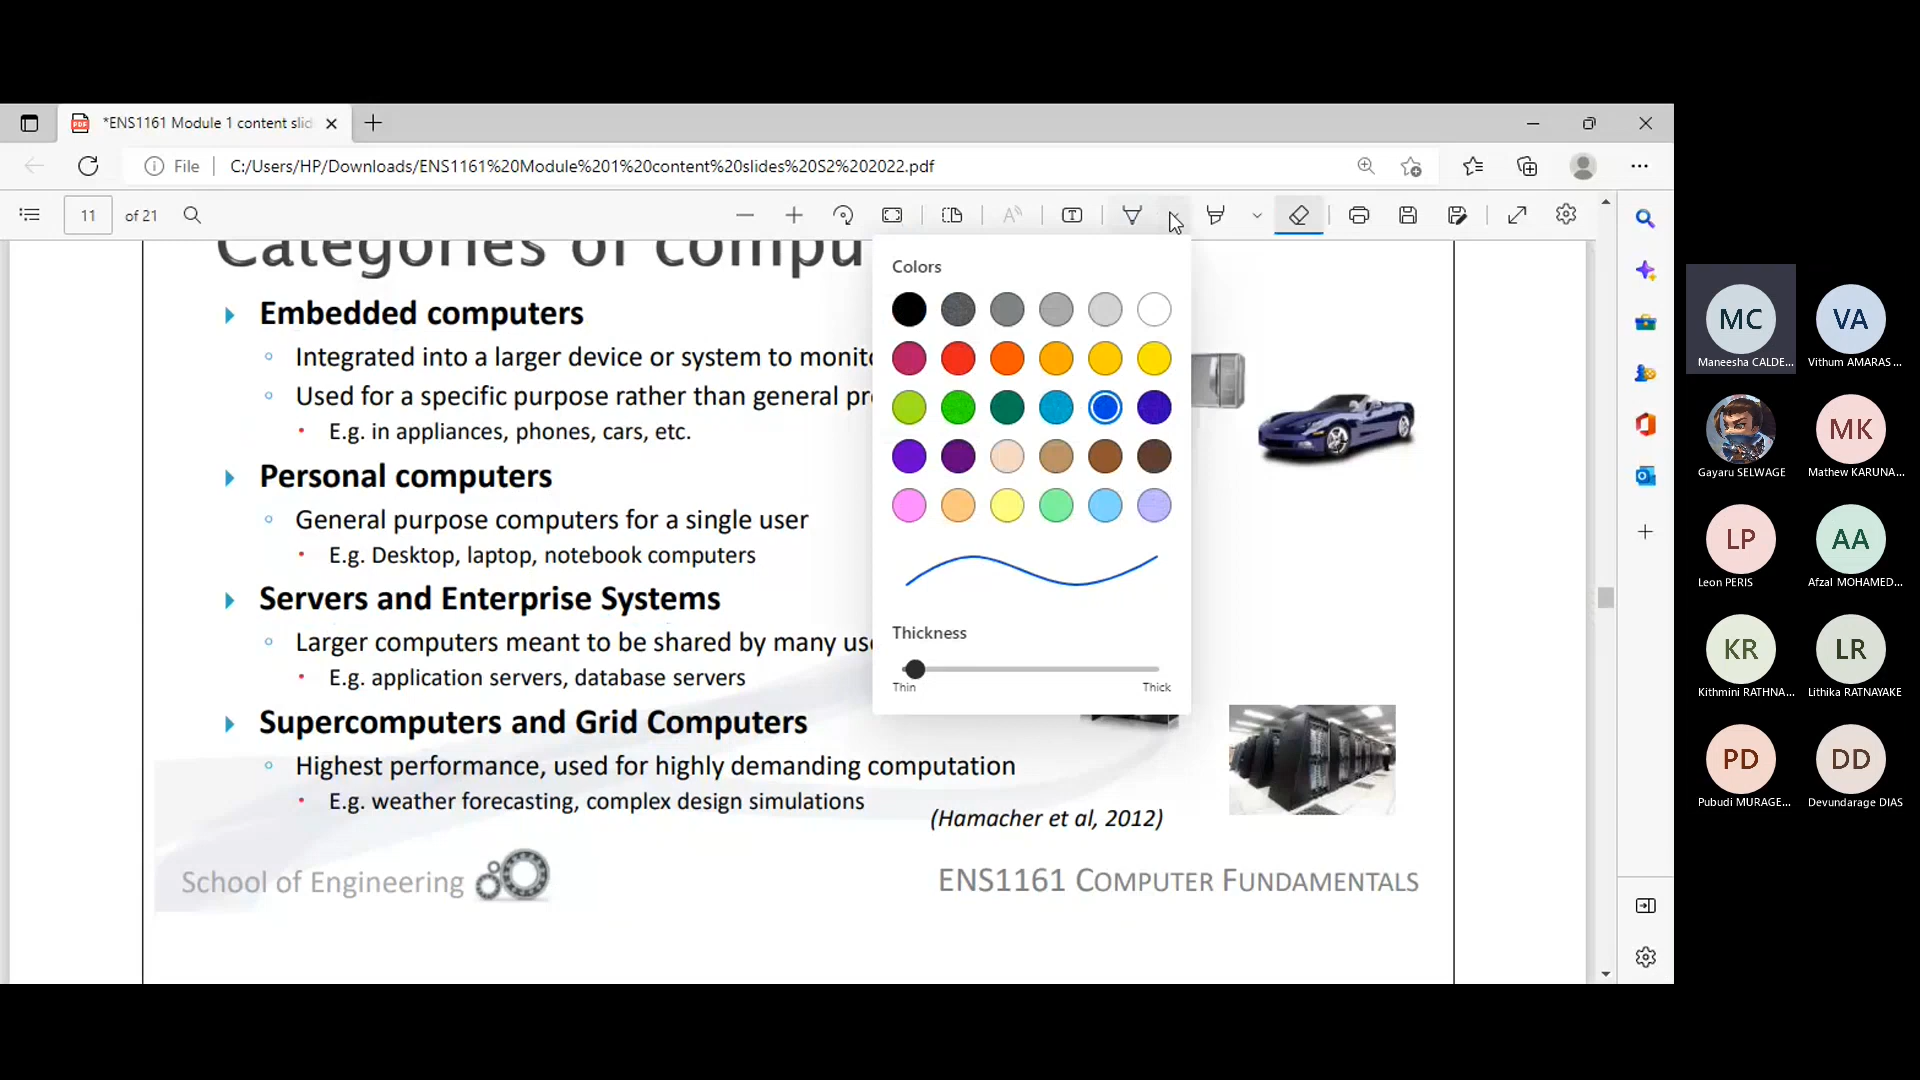 *ENS1161 Module 1 content slid
File
C:/Users/HP/Downloads/ENS1161%20Module%201%20content%20slides%20S2%202022.pdf
11 of 21
Categories of compu
Embedded computers
Integrated into a larger device or system to monito
Used for a specific purpose rather than general pr
E.g. in appliances, phones, cars, etc.
Personal computers
General purpose computers for a single user
E.g. Desktop, laptop, notebook computers
Servers and Enterprise Systems
Larger computers meant to be shared by many us
E.g. application servers, database servers
Supercomputers and Grid Computers
Highest performance, used for highly demanding computation
E.g. weather forecasting, complex design simulations
(Hamacher et al, 2012)
School of Engineering
ENS1161 COMPUTER FUNDAMENTALS
Colors
Thickness
Thin
Thick
MC
Maneesha CALDE...
VA
Vithum AMARAS...
Gayaru SELWAGE
MK
Mathew KARUNA...
LP
Leon PERIS
AA
Afzal MOHAMED...
KR
Kithmini RATHNA...
LR
Lithika RATNAYAKE
PD
Pubudi MURAGE...
DD
Devundarage DIAS